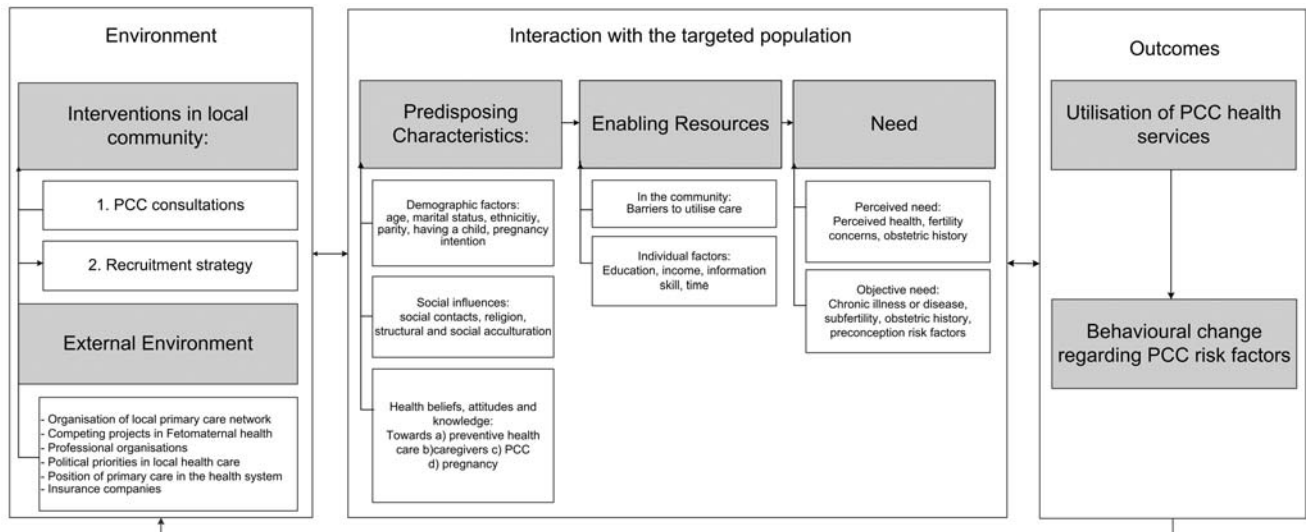 Environment
Interventions in local
community:
1. PCC consultations
2. Recruitment strategy
External Environment
- Organisation of local primary care network
- Competing projects in Fetomaternal health
- Professional organisations
- Political priorities in local health care
- Position of primary care in the health system
- Insurance companies
Interaction with the targeted population
Predisposing
Characteristics:
Demographic factors:
age, marital status, ethnicitiy,
parity, having a child, pregnancy
intention
Social influences:
social contacts, religion,
structural and social acculturation
Health beliefs, attitudes and
knowledge:
Towards a) preventive health
care b)caregivers c) PCC
d) pregnancy
Enabling Resources
In the community:
Barriers to utilise care
Individual factors:
Education, income, information
skill, time
Need
Perceived need:
Perceived health, fertility
concerns, obstetric history
Objective need:
Chronic illness or disease,
subfertility, obstetric history,
preconception risk factors
Outcomes
Utilisation of PCC health
services
Behavioural change
regarding PCC risk factors